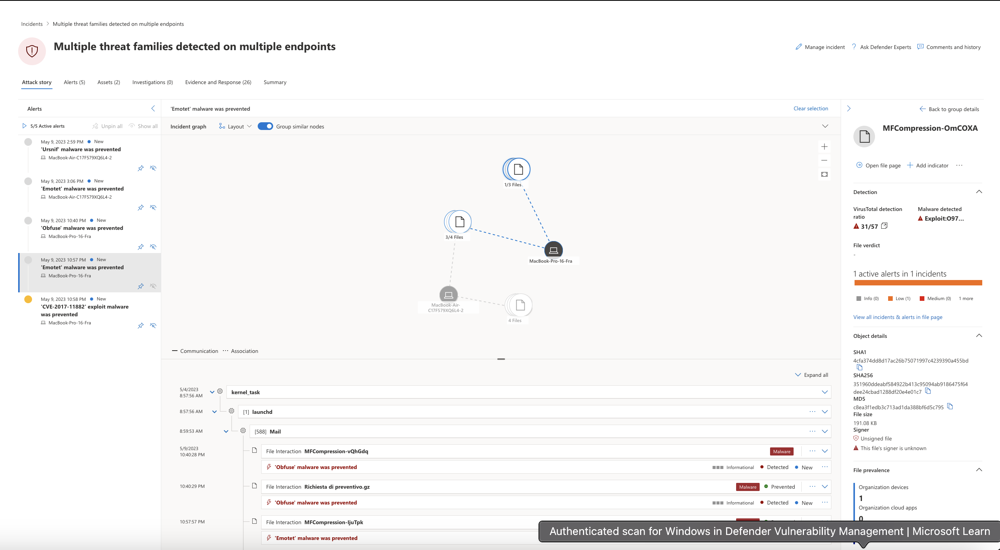 Incidents > Multiple threat families detected on multiple endpoints
Multiple threat families detected on multiple endpoints
Manage incident
? Ask Defender Experts
Comments and history
Attack story
Alerts (5)
Assets (2)
Investigations (0)
Evidence and Response (26)
Summary
Alerts
5/5 Active alerts
Unpin all
Show all
May 9, 2023 2:59 PM New
'Ursnif' malware was prevented
MacBook-Air-C17F579XQ6L4-2
May 9, 2023 3:06 PM New
'Emotet' malware was prevented
MacBook-Air-C17F579XQ6L4-2
May 9, 2023 10:40 PM New
'Obfuse' malware was prevented
MacBook-Pro-16-Fra
May 9, 2023 10:57 PM New
'Emotet' malware was prevented
MacBook-Pro-16-Fra
May 9, 2023 10:58 PM New
'CVE-2017-11882' exploit malware
was prevented
MacBook-Pro-16-Fra
'Emotet' malware was prevented
Clear selection
Incident graph
Layout
Group similar nodes
1/3 Files
3/4 Files
MacBook-Pro-16-Fra
MacBook-Air-
C17F579XQ6L4-2
4 Files
Communication
Association
Expand all
5/4/2023
8:57:56 AM
kernel_task
8:57:56 AM
[1] launchd
8:59:53 AM
[588] Mail
5/9/2023
10:40:28 PM
File Interaction MFCompression-vQhGdq
Malware
'Obfuse' malware was prevented
Informational
Detected
New
10:40:29 PM
File Interaction Richiesta di preventivo.gz
Malware
Prevented
'Obfuse' malware was prevented
Informational
Detected
New
10:57:57 PM
File Interaction MFCompression-IjuTpk
'Emotet' malware was prevented
Back to group details
MFCompression-OmCOXA
Open file page
Add indicator
Detection
VirusTotal detection
ratio
31/57
Malware detected
Exploit:O97...
File verdict
-
1 active alerts in 1 incidents
Info (0)
Low (1)
Medium (0)
1 more
View all incidents & alerts in file page
Object details
SHA1
4cfa374dd8d17ac26b75071997c4239390a455bd
SHA256
351960ddeabf584922b413c95094ab9186475f64
dee24cbad1288df20e4e01c7
MD5
c8ea3f1edb3c713ad1da388bf6d5c795
File size
191.08 KB
Signer
Unsigned file
This file's signer is unknown
File prevalence
Organization devices
1
Organization cloud apps
0
Authenticated scan for Windows in Defender Vulnerability Management | Microsoft Learn